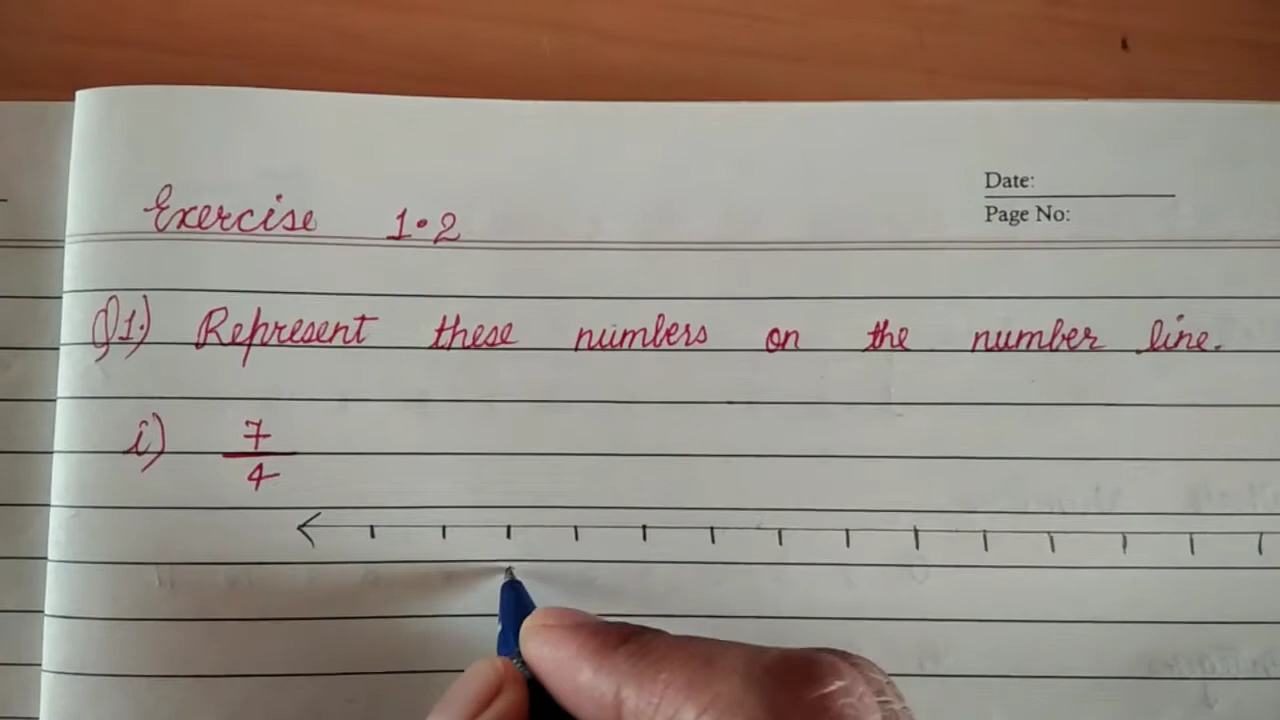 Date:
Page No:
Exercise 1.2
Q1.) Represent these numbers on the number line.
i) 7/4